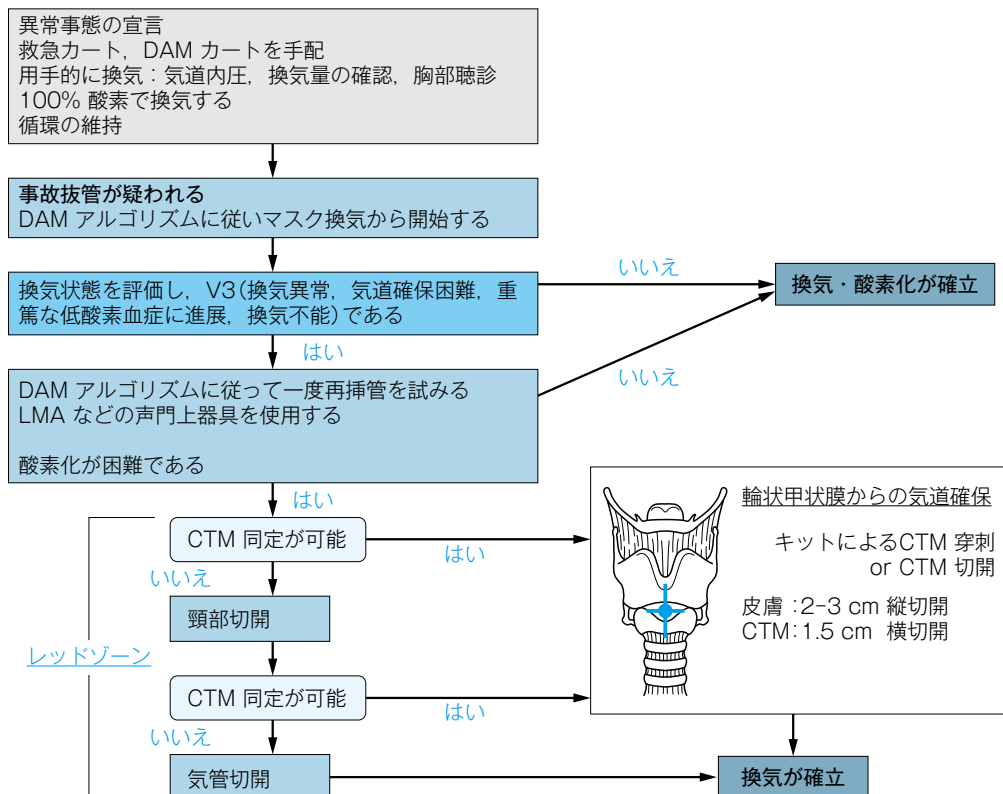 異常事態の宣言
救急カート，DAM カートを手配
用手的に換気：気道内圧，換気量の確認，胸部聴診
100% 酸素で換気する
循環の維持
事故抜管が疑われる
DAM アルゴリズムに従いマスク換気から開始する
いいえ
換気状態を評価し，V3（換気異常，気道確保困難，重
篤な低酸素血症に進展，換気不能）である
換気・酸素化が確立
はい
いいえ
DAM アルゴリズムに従って一度再挿管を試みる
LMA などの声門上器具を使用する
酸素化が困難である
はい
CTM 同定が可能
はい
いいえ
頸部切開
レッドゾーン
CTM 同定が可能
はい
いいえ
気管切開
輪状甲状膜からの気道確保
キットによるCTM 穿刺
or CTM 切開
皮膚：2-3 cm 縦切開
CTM：1.5 cm 横切開
換気が確立